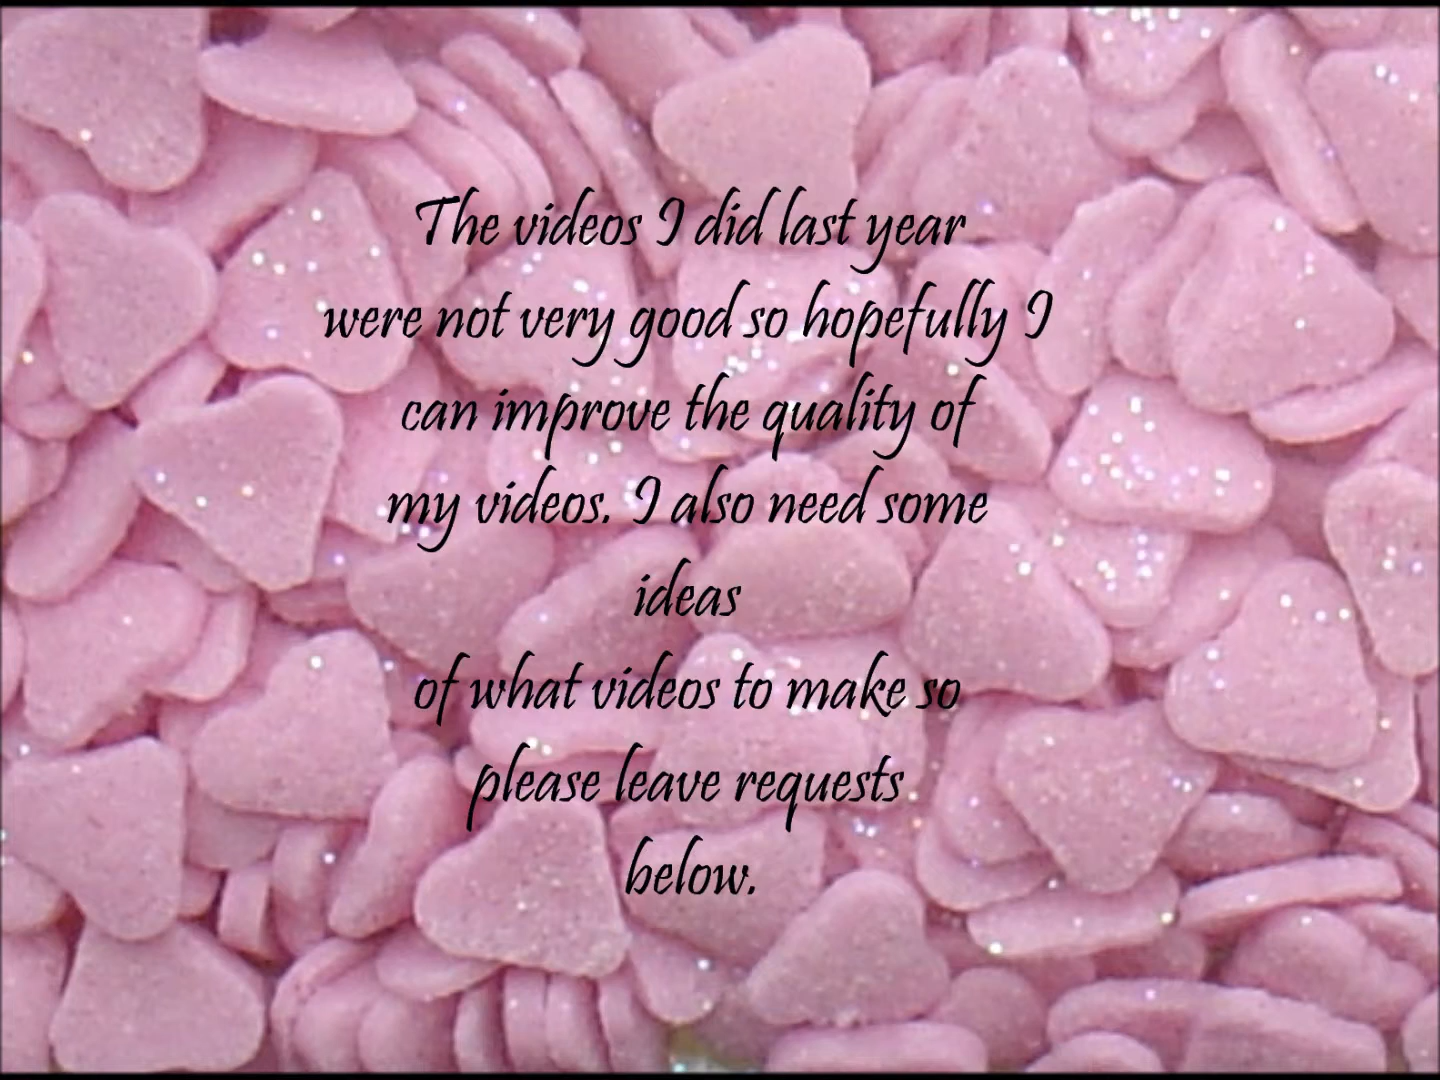 The videos I did last year
were not very good so hopefully I
can improve the quality of
my videos. I also need some
ideas
of what videos to make so
please leave requests
below.